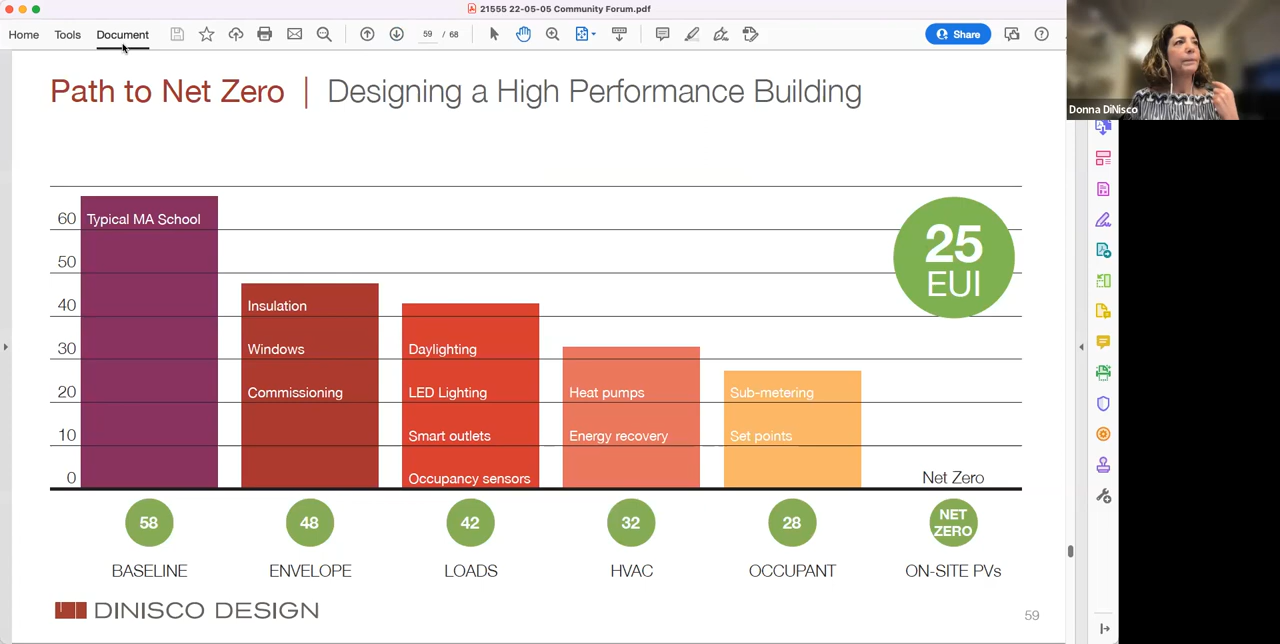 21555 22-05-05 Community Forum.pdf
Home Tools Document 59 / 68 Share
Donna DiNisco
Path to Net Zero | Designing a High Performance Building
60
50
40
30
20
10
0
Typical MA School
Insulation
Windows
Commissioning
Daylighting
LED Lighting
Smart outlets
Occupancy sensors
Heat pumps
Energy recovery
Sub-metering
Set points
25
EUI
Net Zero
58 48 42 32 28 NET
ZERO
BASELINE ENVELOPE LOADS HVAC OCCUPANT ON-SITE PVs
DINISCO DESIGN
59